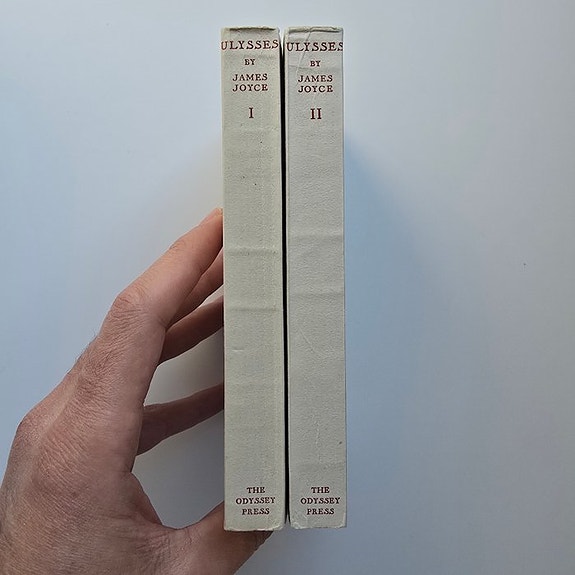 ULYSSES
BY
JAMES
JOYCE
I
THE
ODYSSEY
PRESS
ULYSSES
BY
JAMES
JOYCE
II
THE
ODYSSEY
PRESS